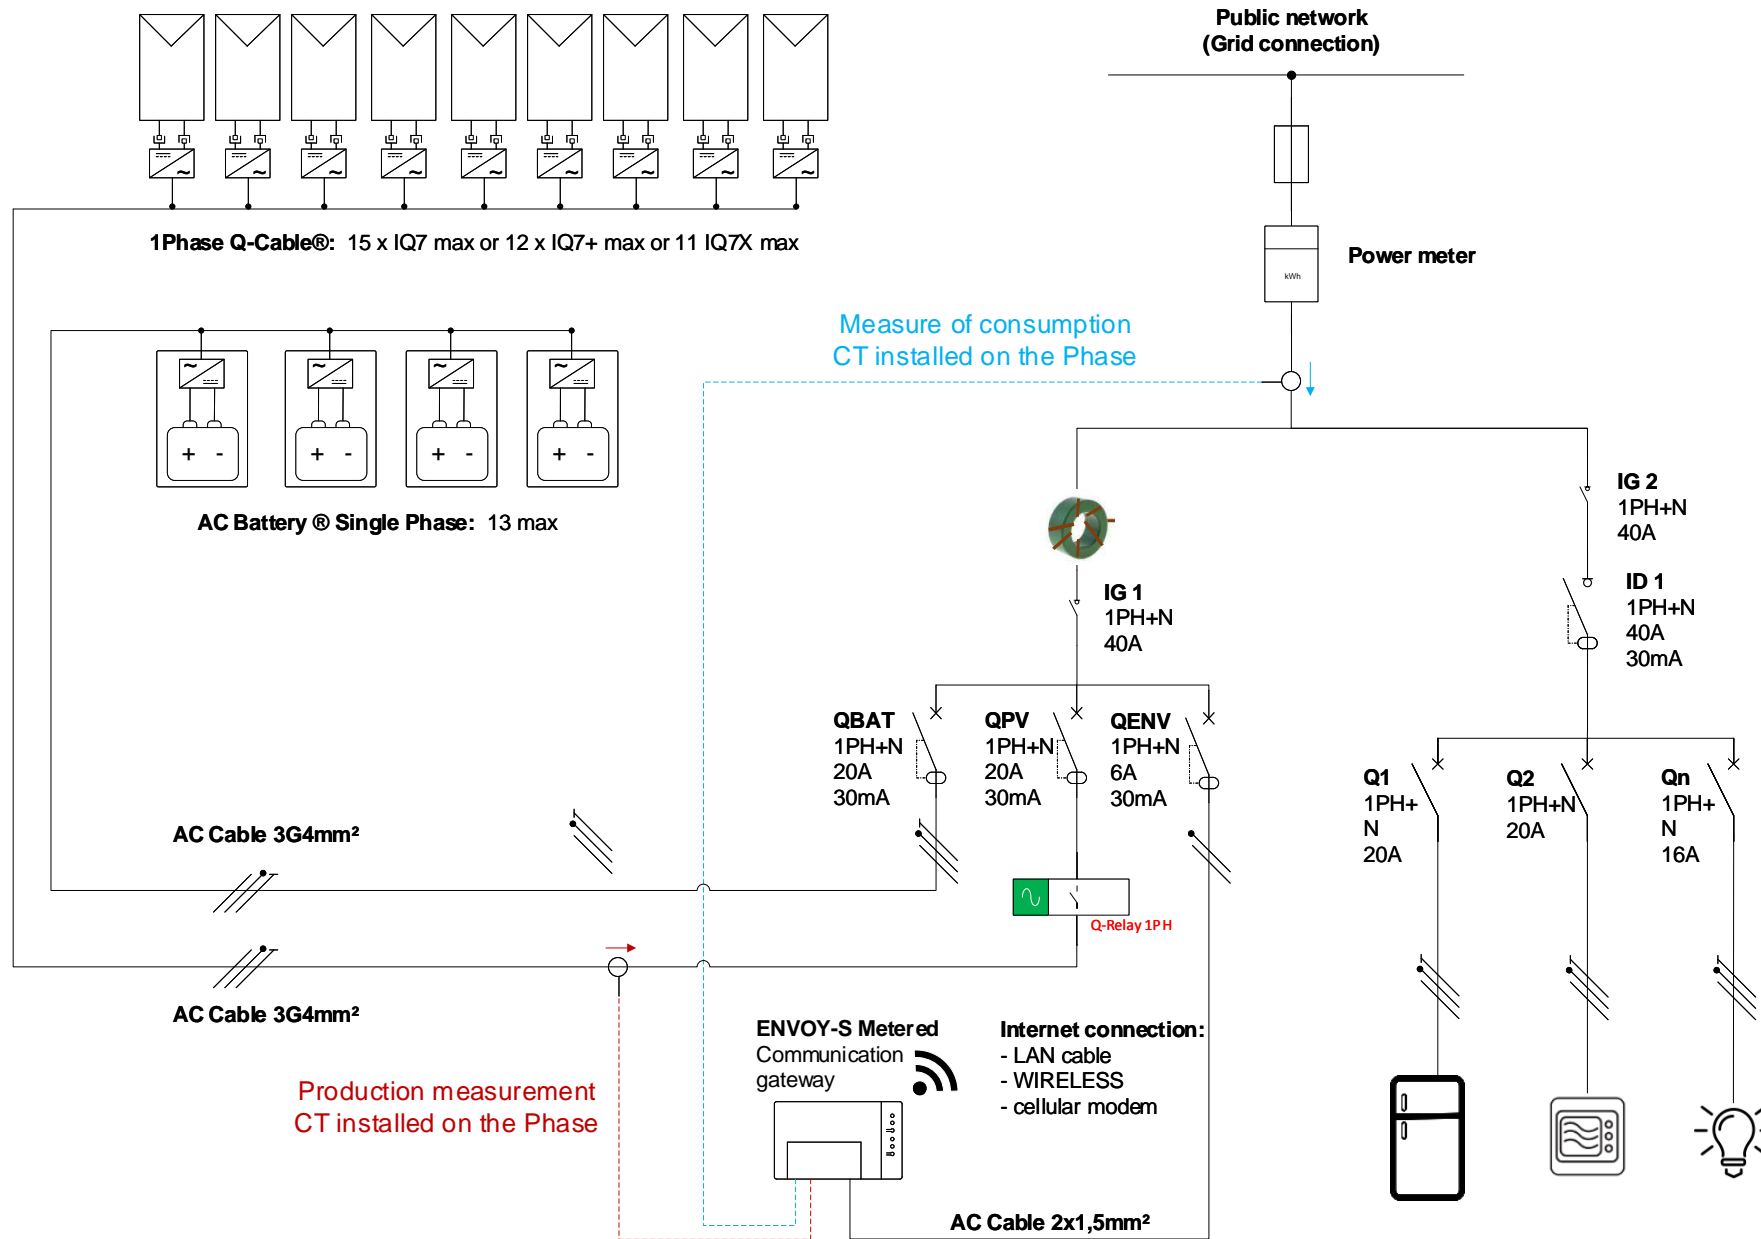 Public network
(Grid connection)
1Phase Q-Cable®: 15 x IQ7 max or 12 x IQ7+ max or 11 IQ7X max
kWh
Power meter
Measure of consumption
CT installed on the Phase
+ -
+ -
+ -
+ -
AC Battery ® Single Phase: 13 max
IG 2
1PH+N
40A
IG 1
1PH+N
40A
ID 1
1PH+N
40A
30mA
QBAT
1PH+N
20A
30mA
QPV
1PH+N
20A
30mA
QENV
1PH+N
6A
30mA
Q1
1PH+
N
20A
Q2
1PH+N
20A
Qn
1PH+
N
16A
AC Cable 3G4mm²
Q-Relay 1PH
AC Cable 3G4mm²
ENVOY-S Metered
Communication
gateway
Internet connection:
- LAN cable
- WIRELESS
- cellular modem
Production measurement
CT installed on the Phase
AC Cable 2x1,5mm²